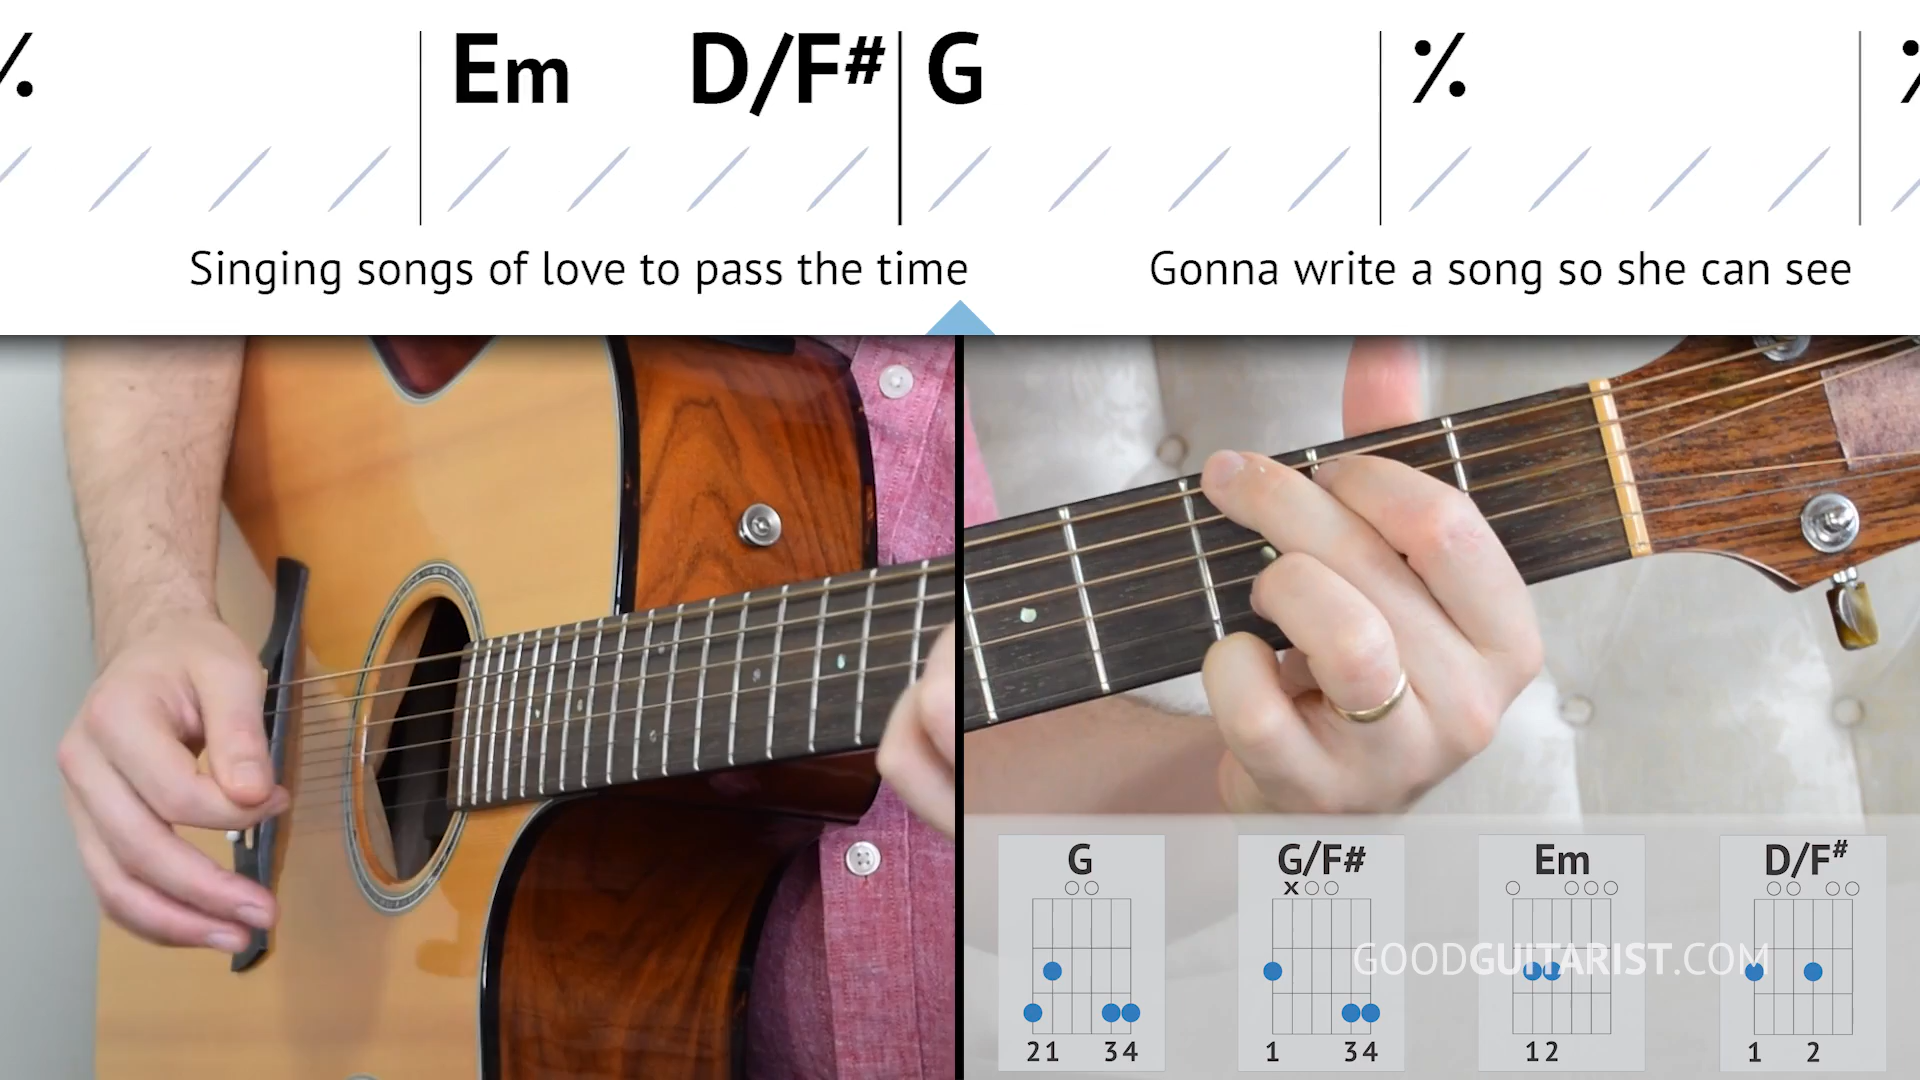 Em D/F# G
Singing songs of love to pass the time Gonna write a song so she can see
G G/F# Em D/F#
x
GOODGUITARIST.COM
21 34 1 34 12 1 2